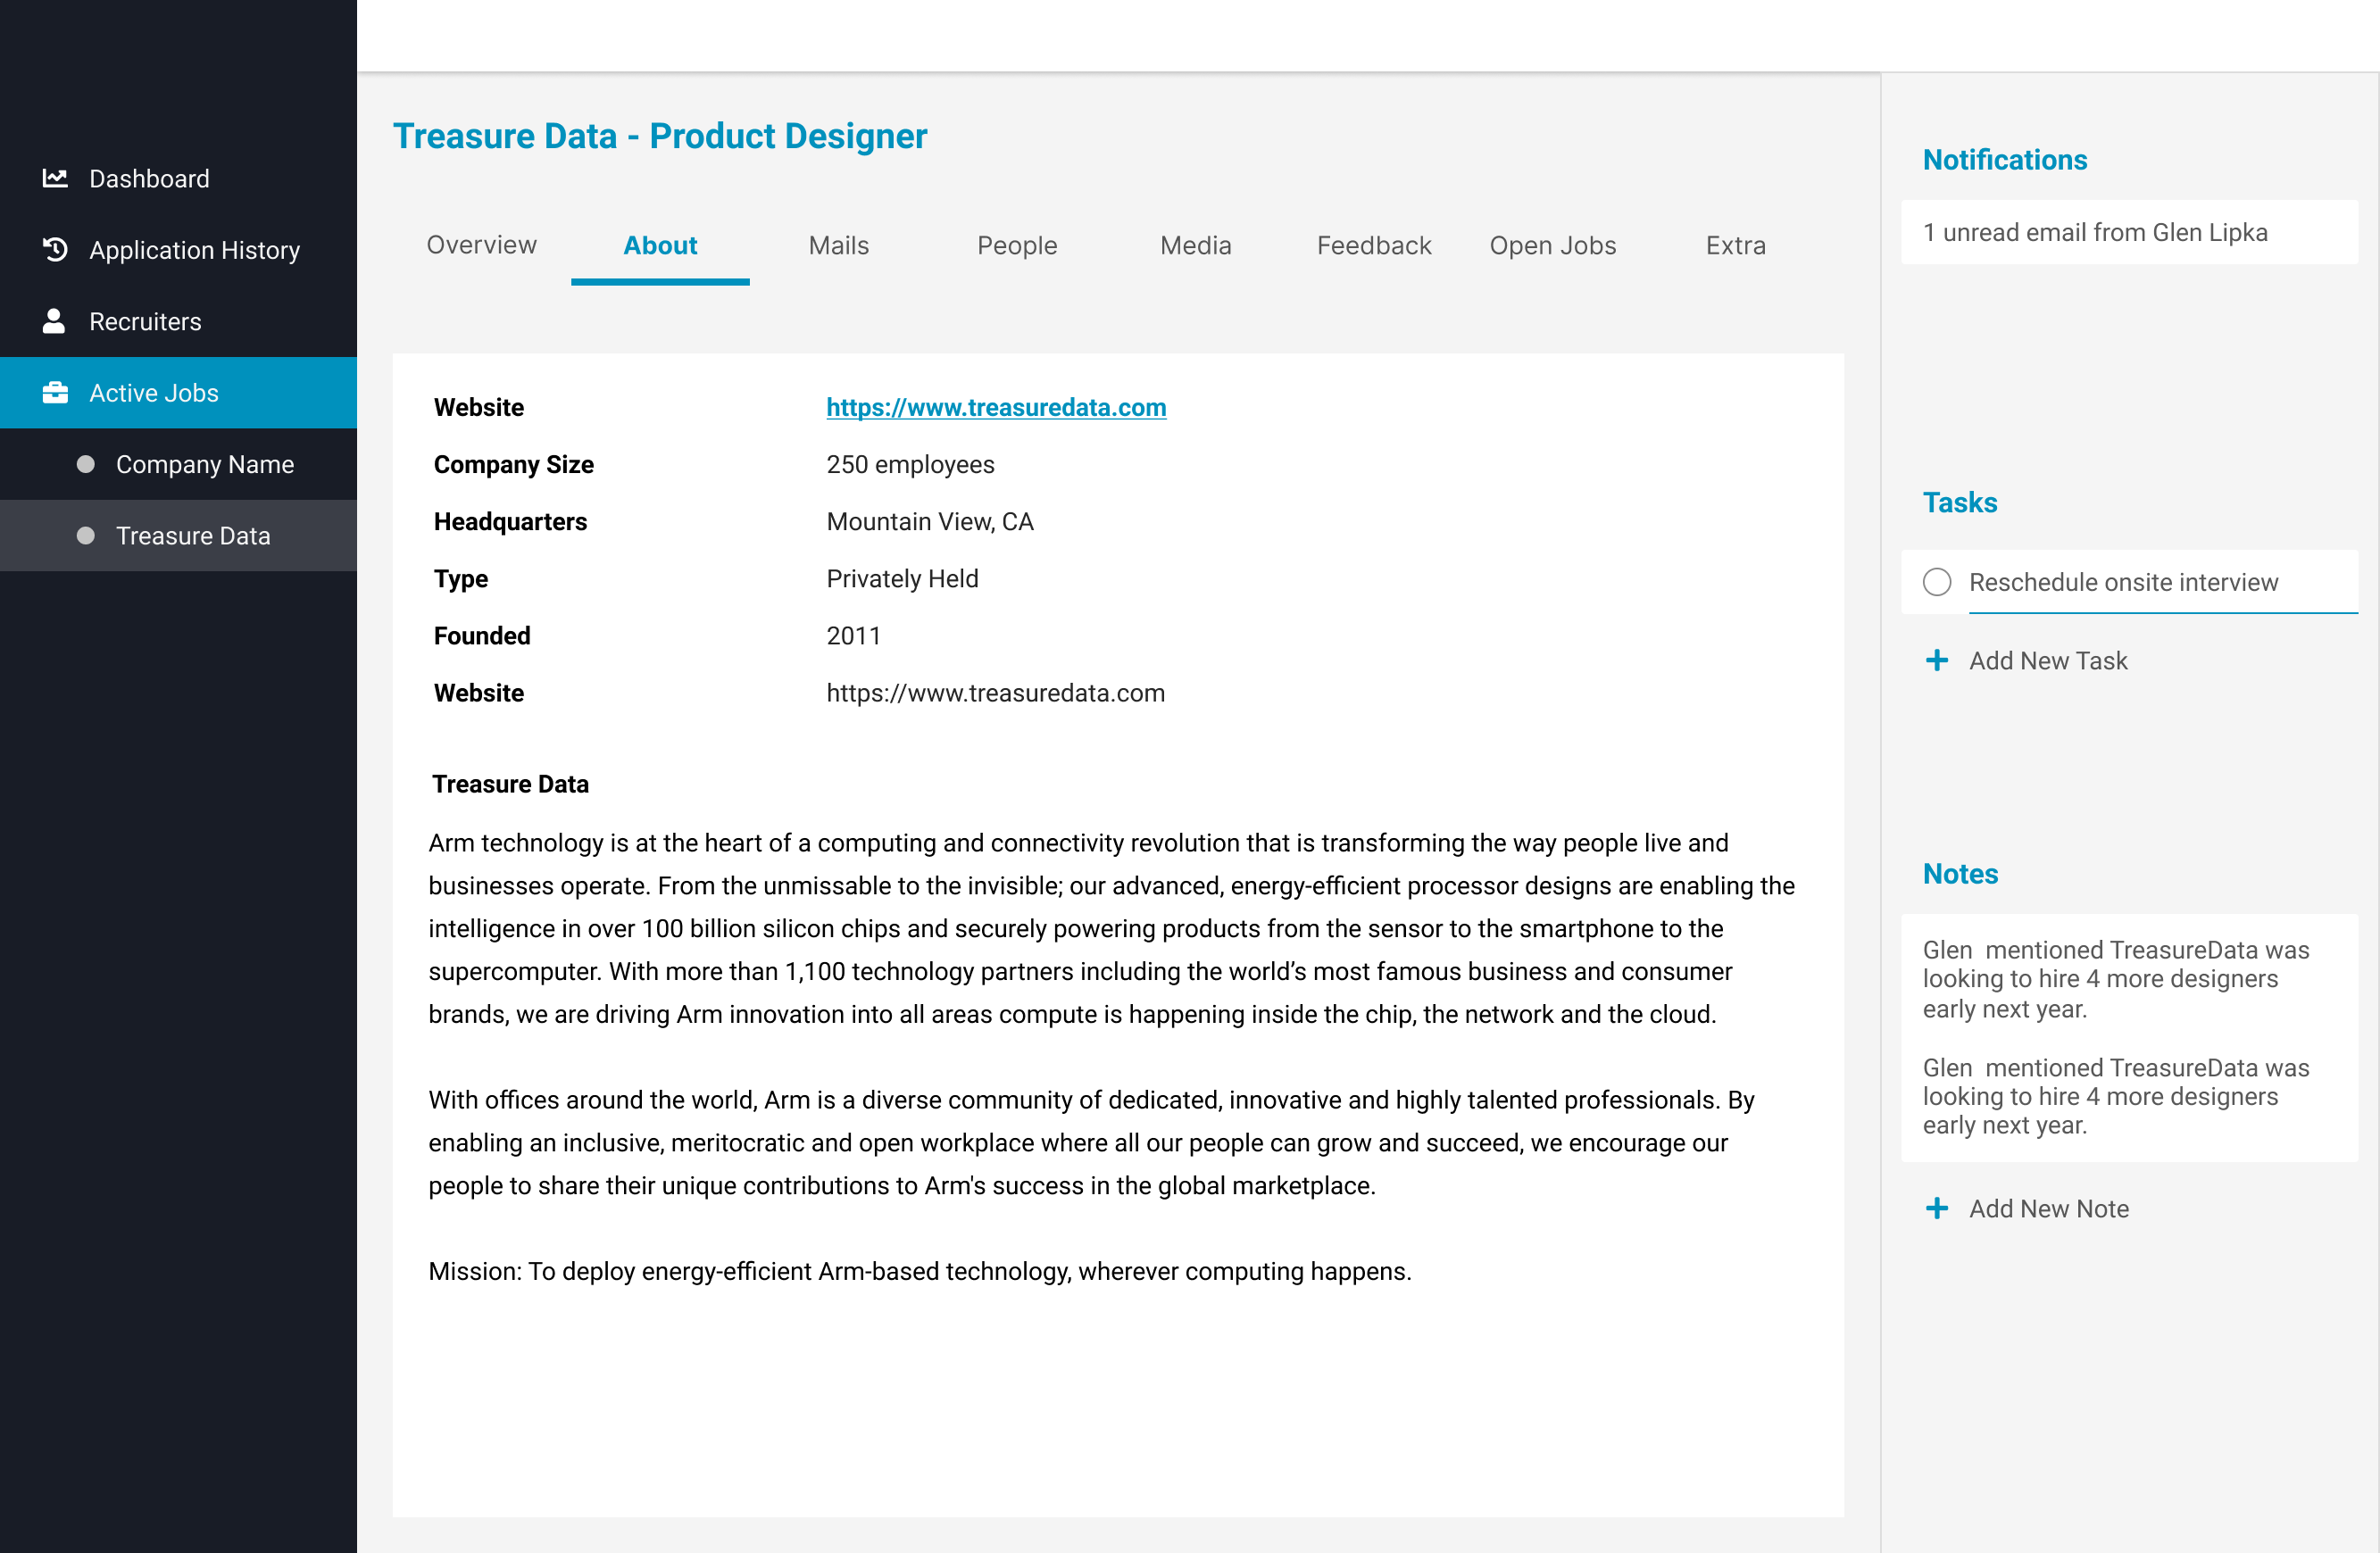 Dashboard
Application History
Recruiters
Active Jobs
Company Name
Treasure Data
Treasure Data - Product Designer
Overview About Mails People Media Feedback Open Jobs Extra
Website https://www.treasuredata.com
Company Size 250 employees
Headquarters Mountain View, CA
Type Privately Held
Founded 2011
Website https://www.treasuredata.com
Treasure Data
Arm technology is at the heart of a computing and connectivity revolution that is transforming the way people live and
businesses operate. From the unmissable to the invisible; our advanced, energy-efficient processor designs are enabling the
intelligence in over 100 billion silicon chips and securely powering products from the sensor to the smartphone to the
supercomputer. With more than 1,100 technology partners including the world’s most famous business and consumer
brands, we are driving Arm innovation into all areas compute is happening inside the chip, the network and the cloud.
With offices around the world, Arm is a diverse community of dedicated, innovative and highly talented professionals. By
enabling an inclusive, meritocratic and open workplace where all our people can grow and succeed, we encourage our
people to share their unique contributions to Arm's success in the global marketplace.
Mission: To deploy energy-efficient Arm-based technology, wherever computing happens.
Notifications
1 unread email from Glen Lipka
Tasks
Reschedule onsite interview
Add New Task
Notes
Glen  mentioned TreasureData was
looking to hire 4 more designers
early next year.
Glen  mentioned TreasureData was
looking to hire 4 more designers
early next year.
Add New Note